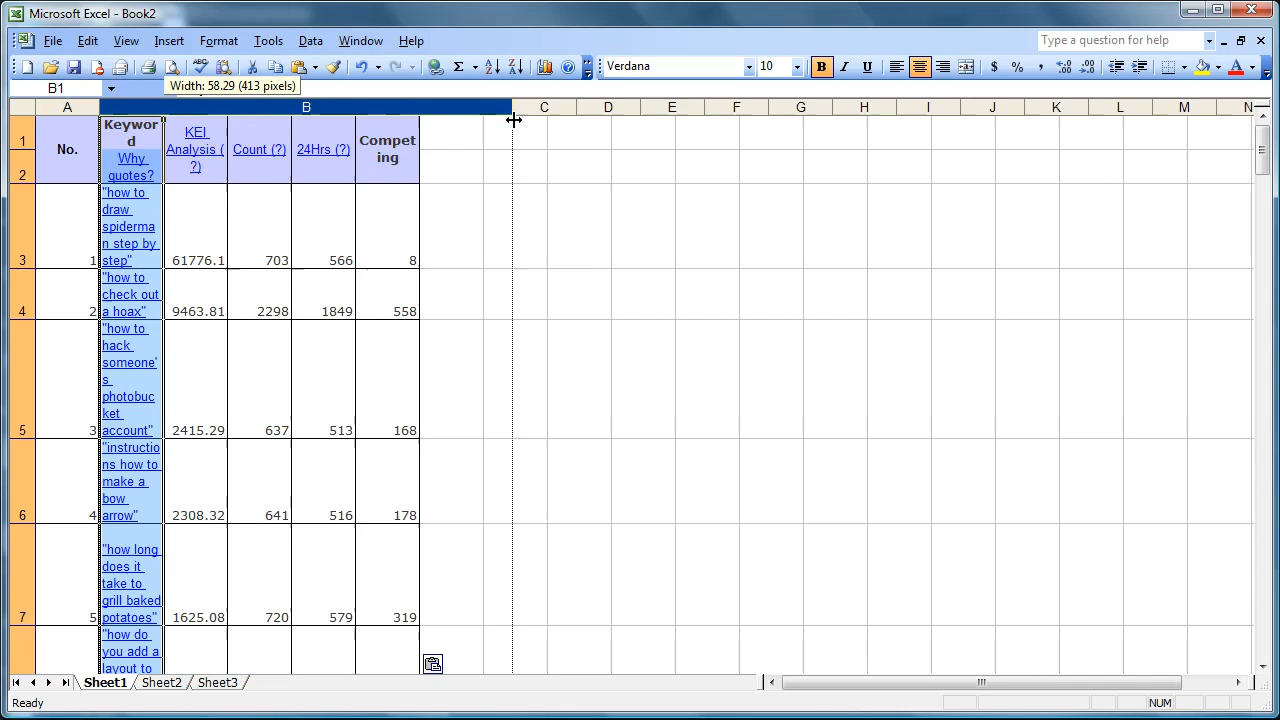 Microsoft Excel - Book2
File Edit View Insert Format Tools Data Window Help
Type a question for help
Verdana 10 B I U $ % , A
Width: 58.29 (413 pixels)
B1
A B C D E F G H I J K L M N
1
2
No.
Keywor
d
Why
quotes?
KEI
Analysis (
?)
Count (?)
24Hrs (?)
Compet
ing
"how to
draw
spiderma
n step by
3 1 step" 61776.1 703 566 8
"how to
check out
4 2 a hoax" 9463.81 2298 1849 558
"how to
hack
someone'
s
photobuc
ket
5 3 account" 2415.29 637 513 168
"instructio
ns how to
make a
bow
6 4 arrow" 2308.32 641 516 178
"how long
does it
take to
grill baked
7 5 potatoes" 1625.08 720 579 319
"how do
you add a
layout to
Sheet1 Sheet2 Sheet3
Ready
NUM